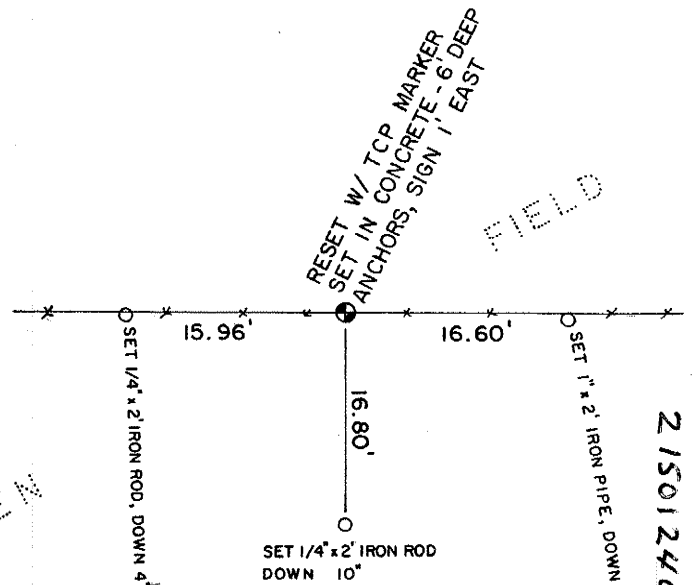 RESET W/ TCP MARKER
SET IN CONCRETE - 6' DEEP
ANCHORS, SIGN 1' EAST
FIELD
15.96'
16.60'
16.80'
SET 1/4" x 2' IRON ROD, DOWN 4"
SET 1" x 2' IRON PIPE, DOWN
SET 1/4" x 2' IRON ROD
DOWN 10"